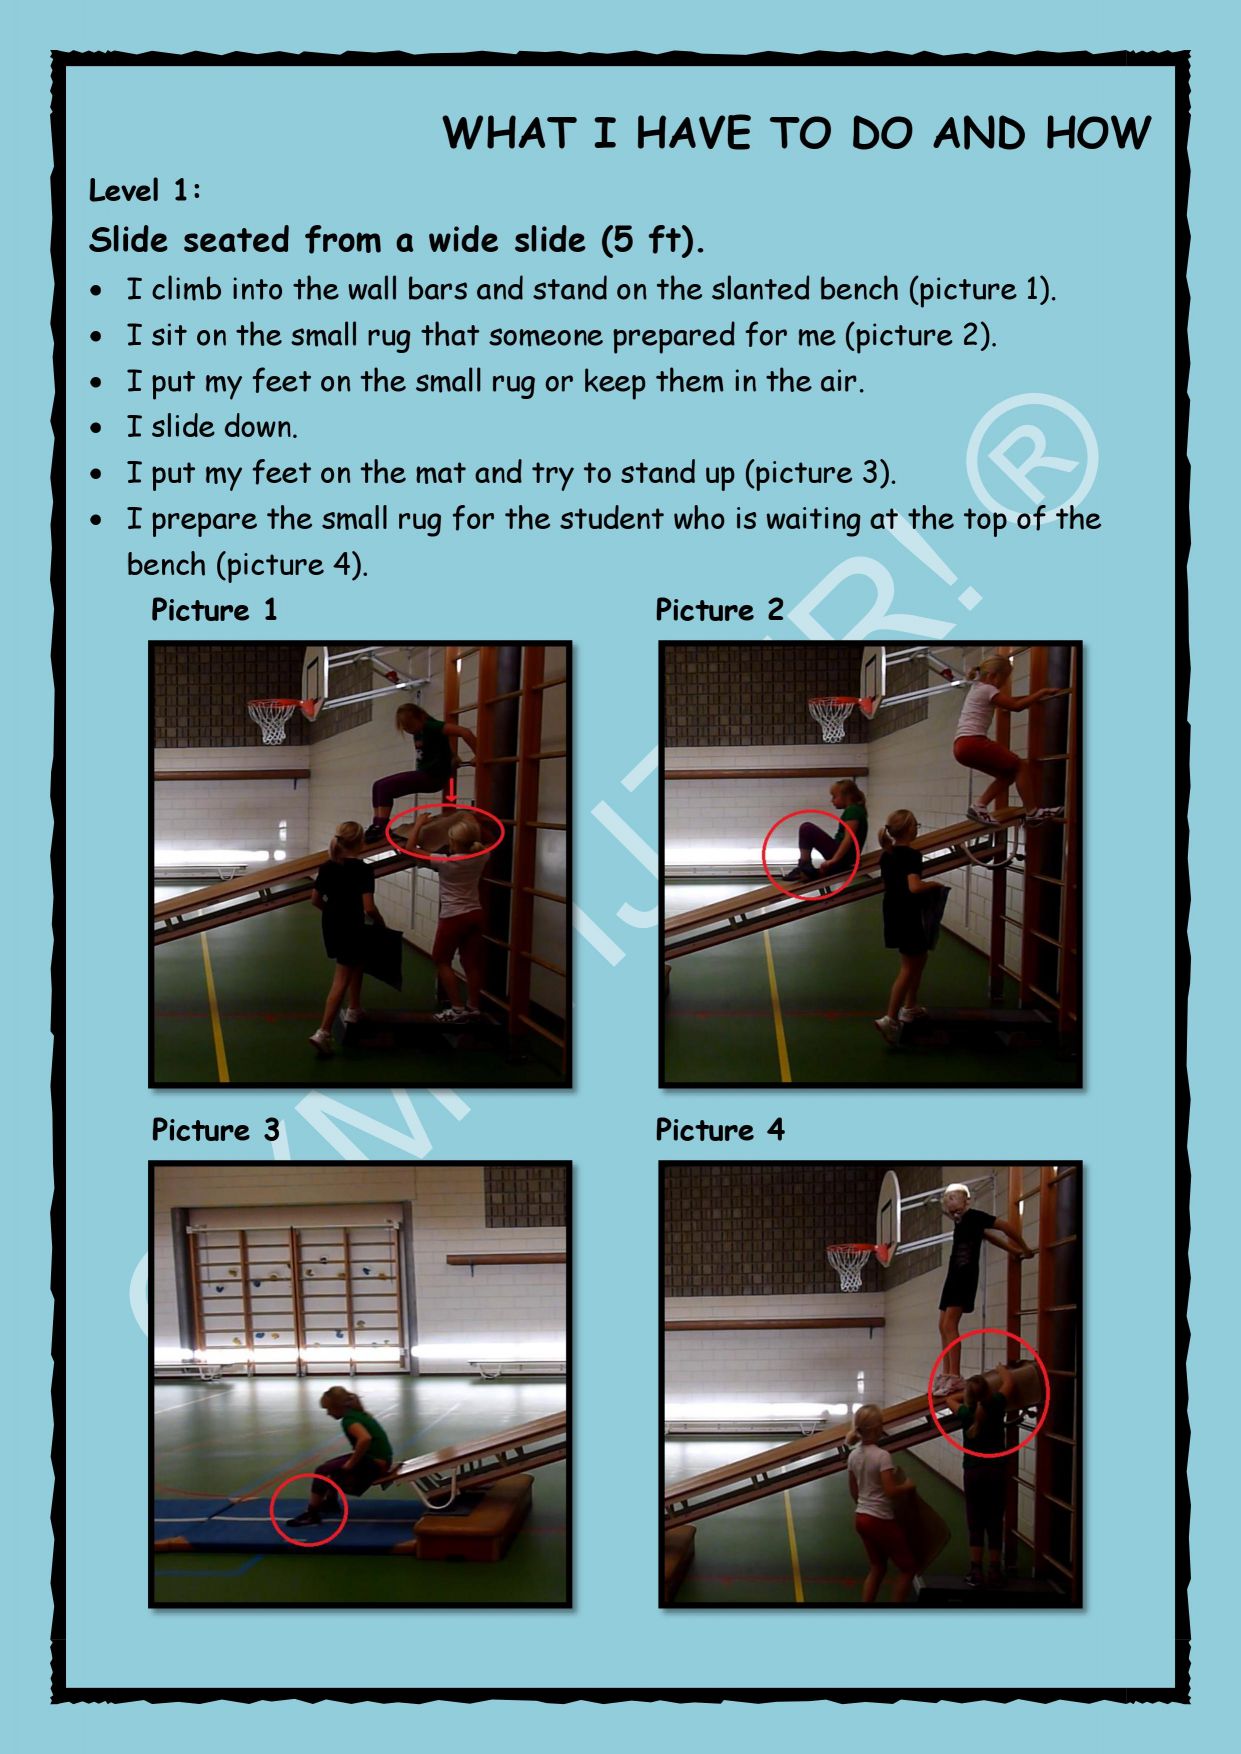 WHAT I HAVE TO DO AND HOW
Level 1:
Slide seated from a wide slide (5 ft).
• I climb into the wall bars and stand on the slanted bench (picture 1).
• I sit on the small rug that someone prepared for me (picture 2).
• I put my feet on the small rug or keep them in the air.
• I slide down.
• I put my feet on the mat and try to stand up (picture 3).
• I prepare the small rug for the student who is waiting at the top of the
bench (picture 4).
Picture 1
Picture 2
Picture 3
Picture 4